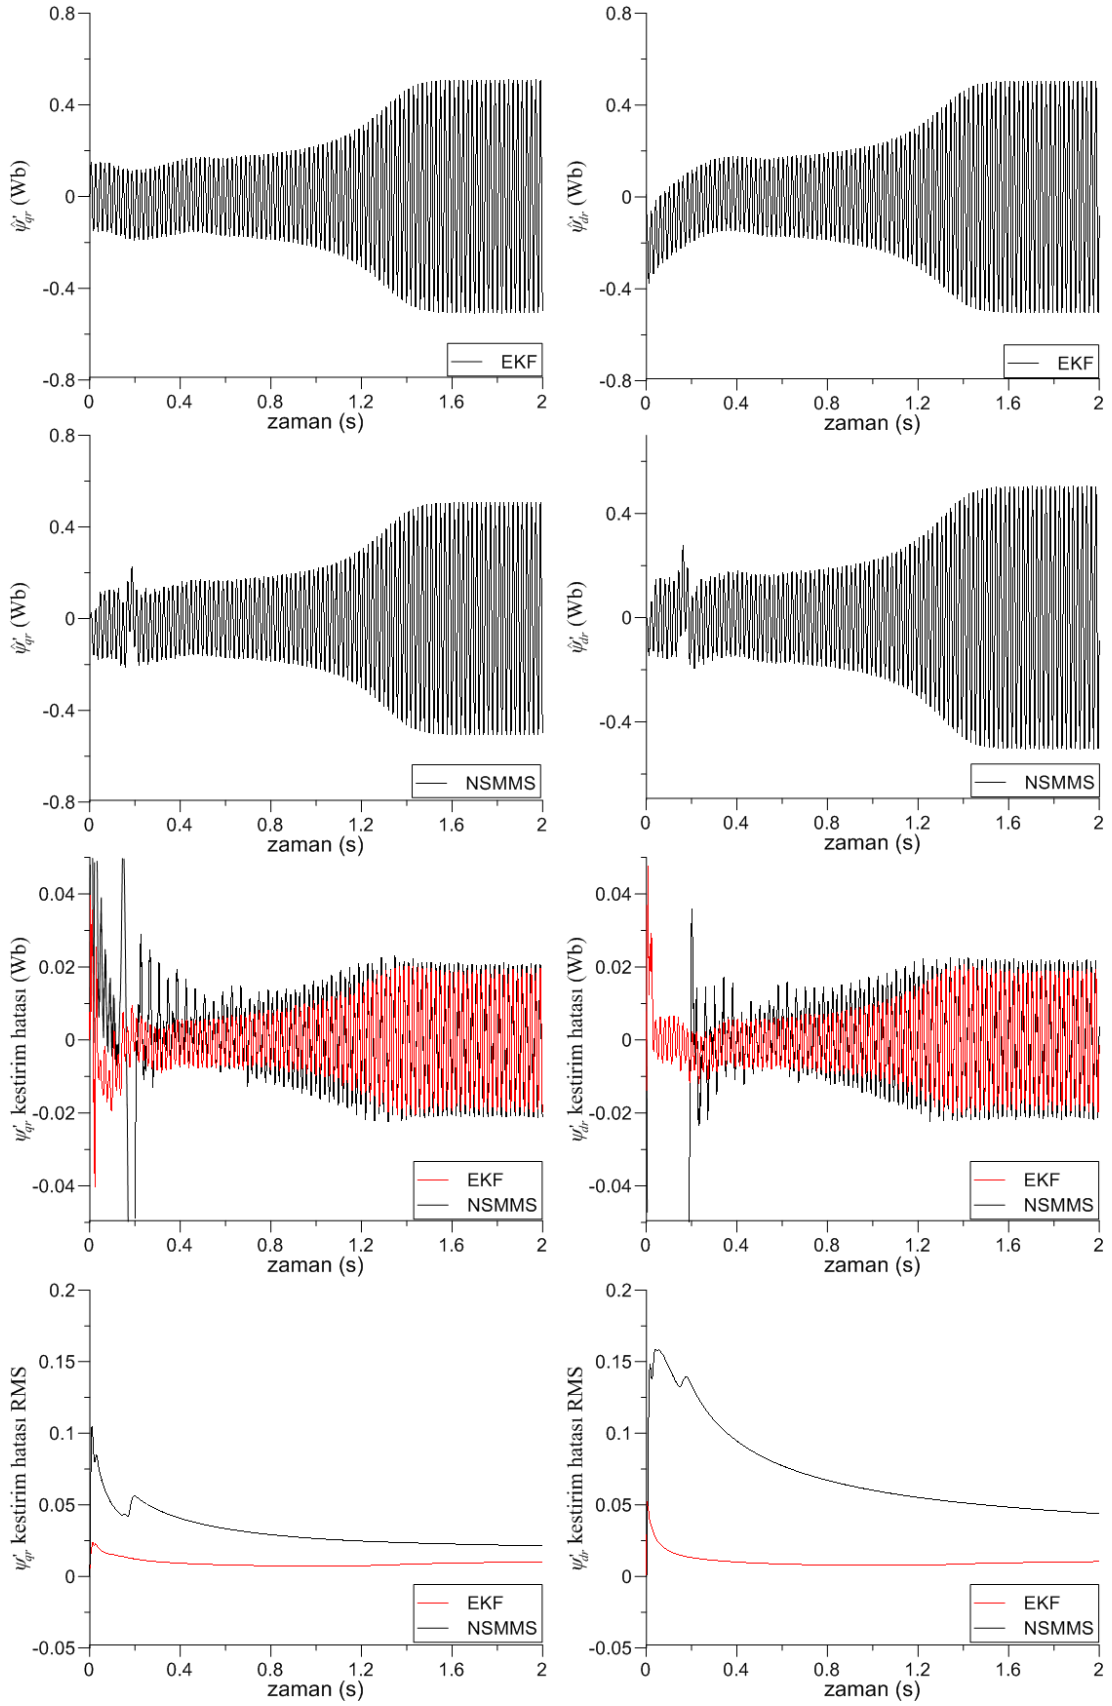 0.8
0.4
0
-0.4
-0.8
ψ̂'qr (Wb)
EKF
0 0.4 0.8 1.2 1.6 2
zaman (s)
0.8
0.4
0
-0.4
-0.8
ψ̂'dr (Wb)
EKF
0 0.4 0.8 1.2 1.6 2
zaman (s)
0.8
0.4
0
-0.4
-0.8
ψ̂'qr (Wb)
NSMMS
0 0.4 0.8 1.2 1.6 2
zaman (s)
0.4
0
-0.4
ψ̂'dr (Wb)
NSMMS
0 0.4 0.8 1.2 1.6 2
zaman (s)
0.04
0.02
0
-0.02
-0.04
ψ'qr kestirim hatası (Wb)
EKF
NSMMS
0 0.4 0.8 1.2 1.6 2
zaman (s)
0.04
0.02
0
-0.02
-0.04
ψ'dr kestirim hatası (Wb)
EKF
NSMMS
0 0.4 0.8 1.2 1.6 2
zaman (s)
0.2
0.15
0.1
0.05
0
-0.05
ψ'qr kestirim hatası RMS
EKF
NSMMS
0 0.4 0.8 1.2 1.6 2
zaman (s)
0.2
0.15
0.1
0.05
0
-0.05
ψ'dr kestirim hatası RMS
EKF
NSMMS
0 0.4 0.8 1.2 1.6 2
zaman (s)